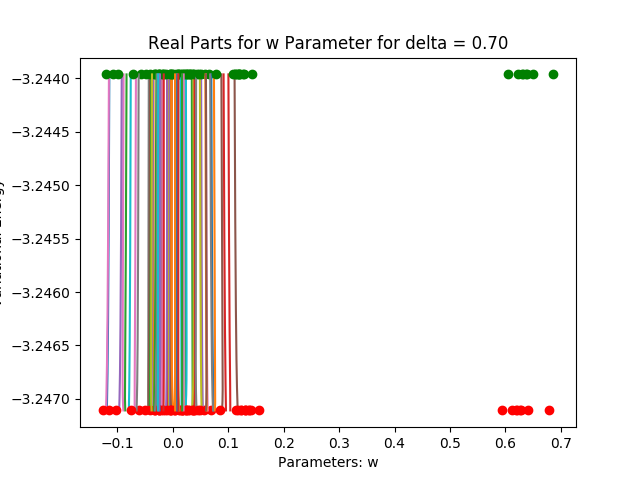 Real Parts for w Parameter for delta = 0.70
−3.2440
−3.2445
−3.2450
−3.2455
−3.2460
−3.2465
−3.2470
−0.1 0.0 0.1 0.2 0.3 0.4 0.5 0.6 0.7
Parameters: w